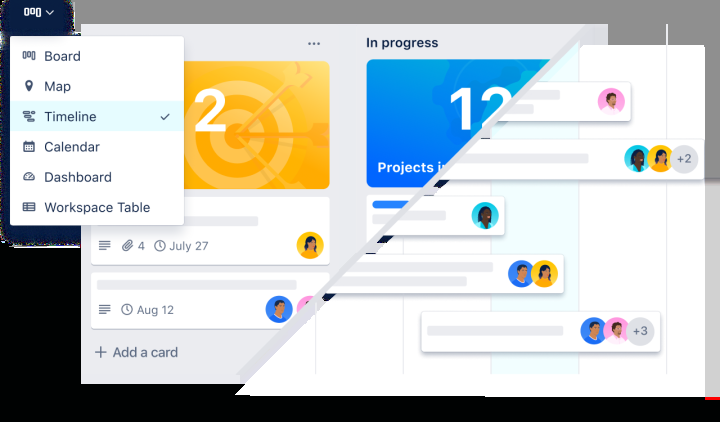 Board
Map
Timeline
Calendar
Dashboard
Workspace Table
2
4
July 27
Aug 12
Add a card
In progress
12
Projects
+2
+3